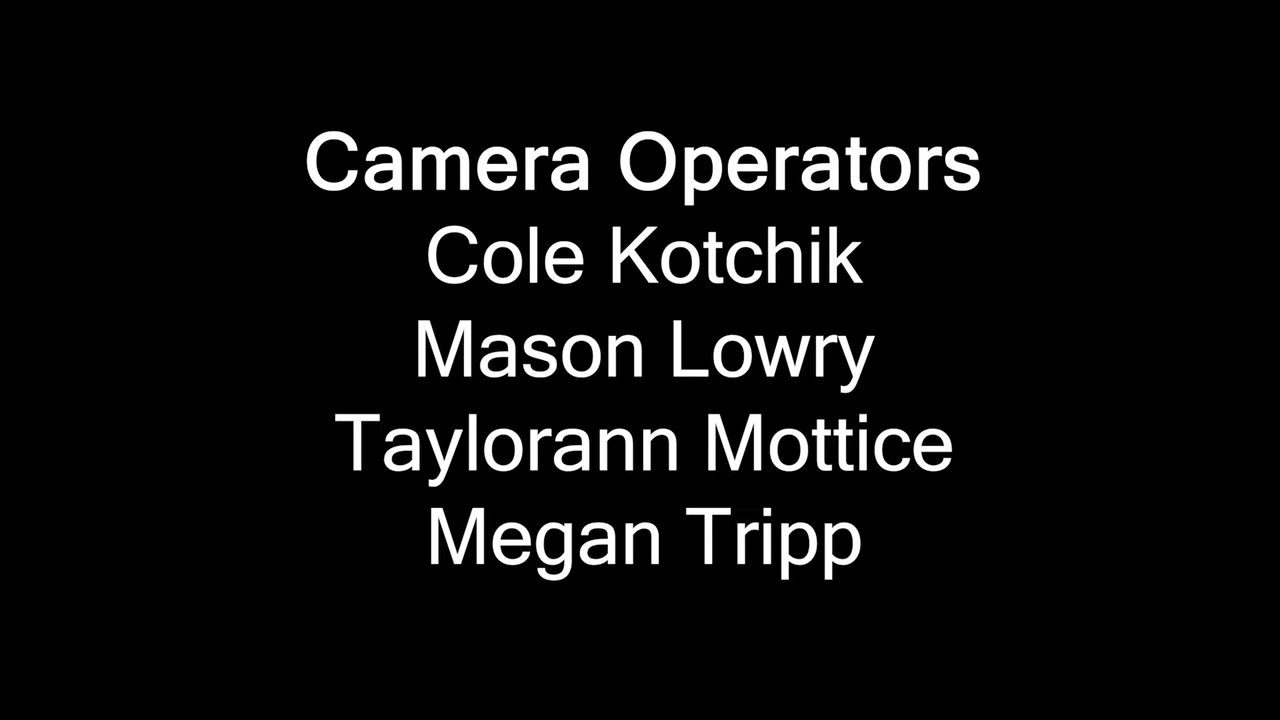 Camera Operators
Cole Kotchik
Mason Lowry
Taylorann Mottice
Megan Tripp